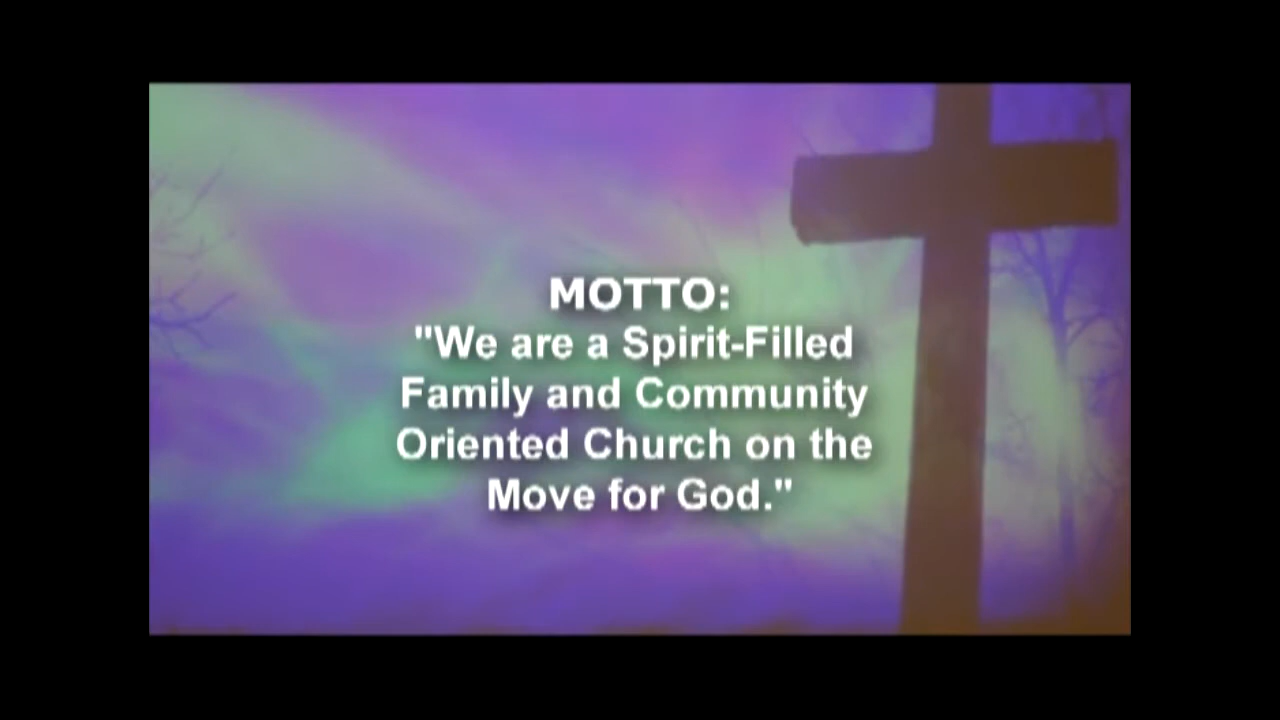 MOTTO:
"We are a Spirit-Filled
Family and Community
Oriented Church on the
Move for God."